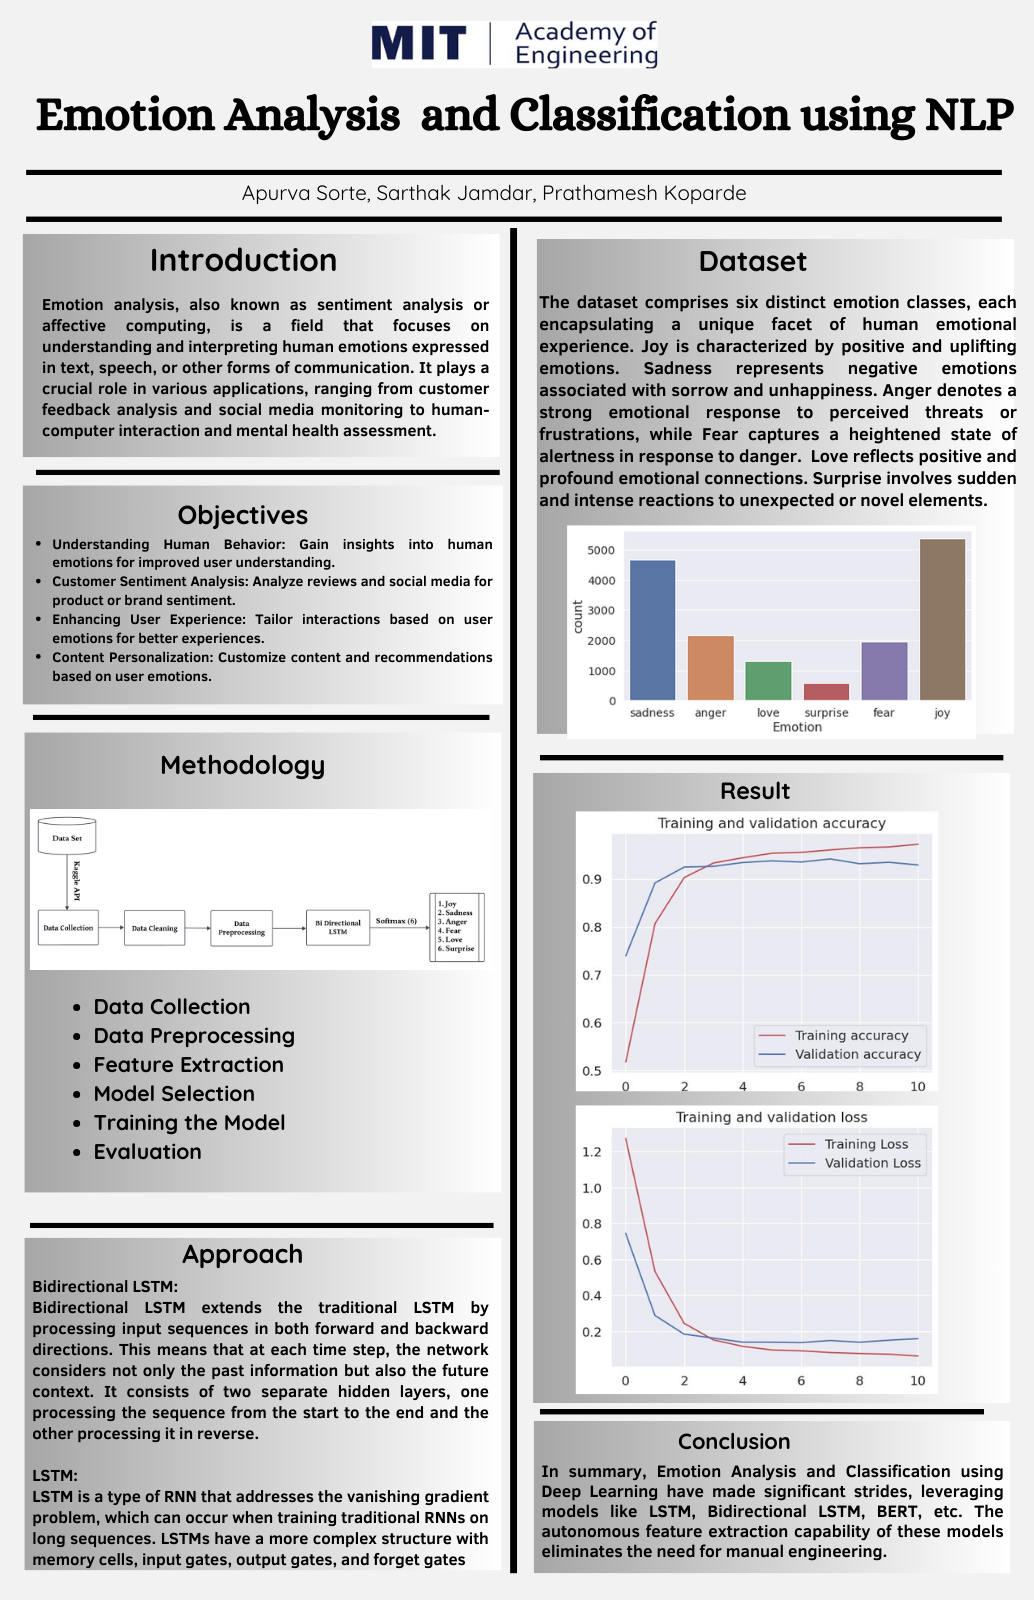 MIT | Academy of
Engineering
Emotion Analysis and Classification using NLP
Apurva Sorte, Sarthak Jamdar, Prathamesh Koparde
Introduction
Emotion analysis, also known as sentiment analysis or
affective computing, is a field that focuses on
understanding and interpreting human emotions expressed
in text, speech, or other forms of communication. It plays a
crucial role in various applications, ranging from customer
feedback analysis and social media monitoring to human-
computer interaction and mental health assessment.
Objectives
• Understanding Human Behavior: Gain insights into human
emotions for improved user understanding.
• Customer Sentiment Analysis: Analyze reviews and social media for
product or brand sentiment.
• Enhancing User Experience: Tailor interactions based on user
emotions for better experiences.
• Content Personalization: Customize content and recommendations
based on user emotions.
Methodology
Data Set
Kaggle API
Data Collection
Data Cleaning
Data
Preprocessing
Bi Directional
LSTM
Softmax (6)
1. Joy
2. Sadness
3. Anger
4. Fear
5. Love
6. Surprise
• Data Collection
• Data Preprocessing
• Feature Extraction
• Model Selection
• Training the Model
• Evaluation
Approach
Bidirectional LSTM:
Bidirectional LSTM extends the traditional LSTM by
processing input sequences in both forward and backward
directions. This means that at each time step, the network
considers not only the past information but also the future
context. It consists of two separate hidden layers, one
processing the sequence from the start to the end and the
other processing it in reverse.
LSTM:
LSTM is a type of RNN that addresses the vanishing gradient
problem, which can occur when training traditional RNNs on
long sequences. LSTMs have a more complex structure with
memory cells, input gates, output gates, and forget gates
Dataset
The dataset comprises six distinct emotion classes, each
encapsulating a unique facet of human emotional
experience. Joy is characterized by positive and uplifting
emotions. Sadness represents negative emotions
associated with sorrow and unhappiness. Anger denotes a
strong emotional response to perceived threats or
frustrations, while Fear captures a heightened state of
alertness in response to danger. Love reflects positive and
profound emotional connections. Surprise involves sudden
and intense reactions to unexpected or novel elements.
5000
4000
3000
2000
1000
0
count
sadness anger love surprise fear joy
Emotion
Result
Training and validation accuracy
0.9
0.8
0.7
0.6
0.5
Training accuracy
Validation accuracy
0 2 4 6 8 10
Training and validation loss
Training Loss
Validation Loss
1.2
1.0
0.8
0.6
0.4
0.2
0 2 4 6 8 10
Conclusion
In summary, Emotion Analysis and Classification using
Deep Learning have made significant strides, leveraging
models like LSTM, Bidirectional LSTM, BERT, etc. The
autonomous feature extraction capability of these models
eliminates the need for manual engineering.